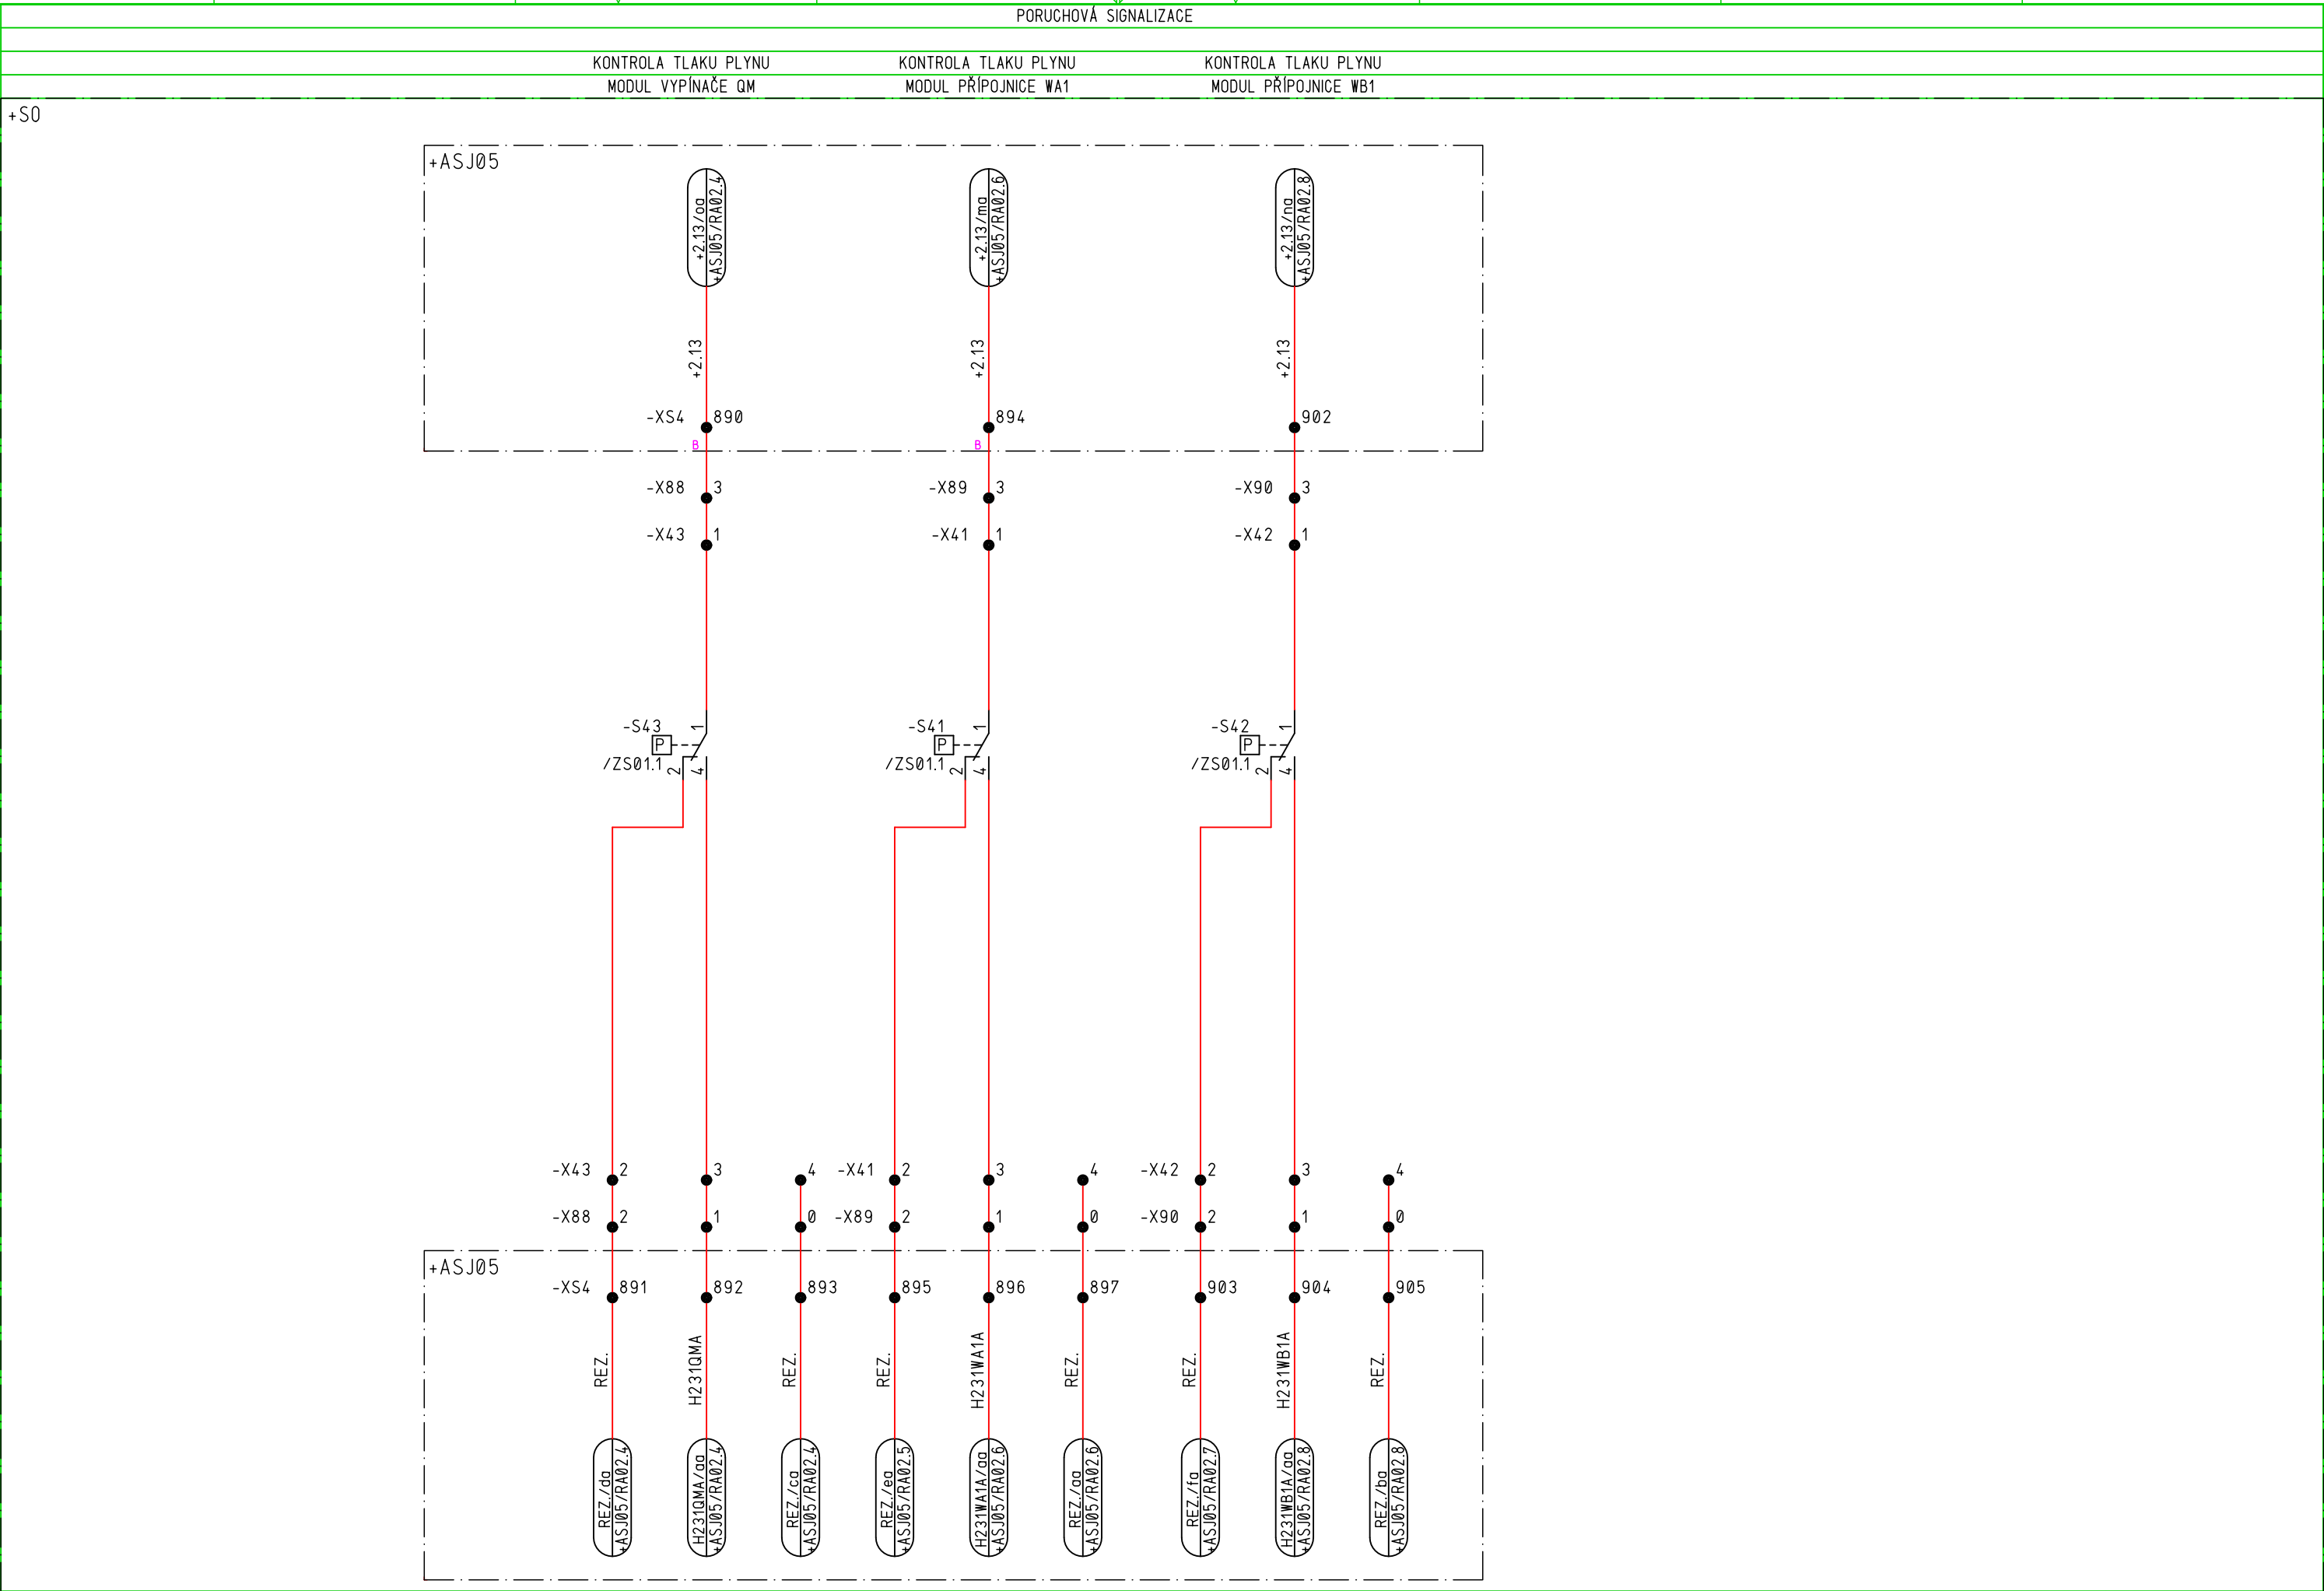 PORUCHOVÁ SIGNALIZACE
KONTROLA TLAKU PLYNU KONTROLA TLAKU PLYNU KONTROLA TLAKU PLYNU
MODUL VYPÍNAČE QM MODUL PŘÍPOJNICE WA1 MODUL PŘÍPOJNICE WB1
+S0
+ASJ05
+2.13/oa +2.13/ma +2.13/na
+ASJ05/RA02.4 +ASJ05/RA02.6 +ASJ05/RA02.8
+2.13 +2.13 +2.13
-XS4 890 894 902
B B
-X88 3 -X89 3 -X90 3
-X43 1 -X41 1 -X42 1
-S43 1 -S41 1 -S42 1
P P P
/ZS01.1 2 4 /ZS01.1 2 4 /ZS01.1 2 4
-X43 2 3 4 -X41 2 3 4 -X42 2 3 4
-X88 2 1 0 -X89 2 1 0 -X90 2 1 0
+ASJ05
-XS4 891 892 893 895 896 897 903 904 905
REZ. H231QMA REZ. REZ. H231WA1A REZ. REZ. H231WB1A REZ.
REZ./da H231QMA/aa REZ./ca REZ./ea H231WA1A/aa REZ./aa REZ./fa H231WB1A/aa REZ./ba
+ASJ05/RA02.4 +ASJ05/RA02.4 +ASJ05/RA02.4 +ASJ05/RA02.5 +ASJ05/RA02.6 +ASJ05/RA02.6 +ASJ05/RA02.7 +ASJ05/RA02.8 +ASJ05/RA02.8